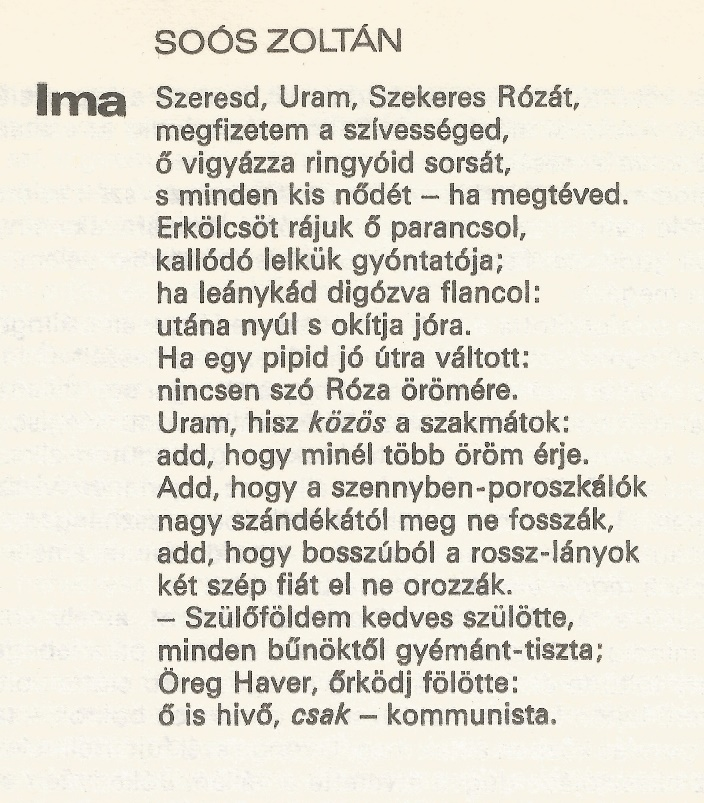 SOÓS ZOLTÁN
Ima
Szeresd, Uram, Szekeres Rózát,
megfizetem a szívességed,
ő vigyázza ringyóid sorsát,
s minden kis nődét – ha megtéved.
Erkölcsöt rájuk ő parancsol,
kallódó lelkük gyóntatója;
ha leánykád digózva flancol:
utána nyúl s okítja jóra.
Ha egy pipid jó útra váltott:
nincsen szó Róza örömére.
Uram, hisz közös a szakmátok:
add, hogy minél több öröm érje.
Add, hogy a szennyben-poroszkálók
nagy szándékától meg ne fosszák,
add, hogy bosszúból a rossz-lányok
két szép fiát el ne orozzák.
– Szülőföldem kedves szülötte,
minden bűnöktől gyémánt-tiszta;
Öreg Haver, őrködj fölötte:
ő is hivő, csak – kommunista.